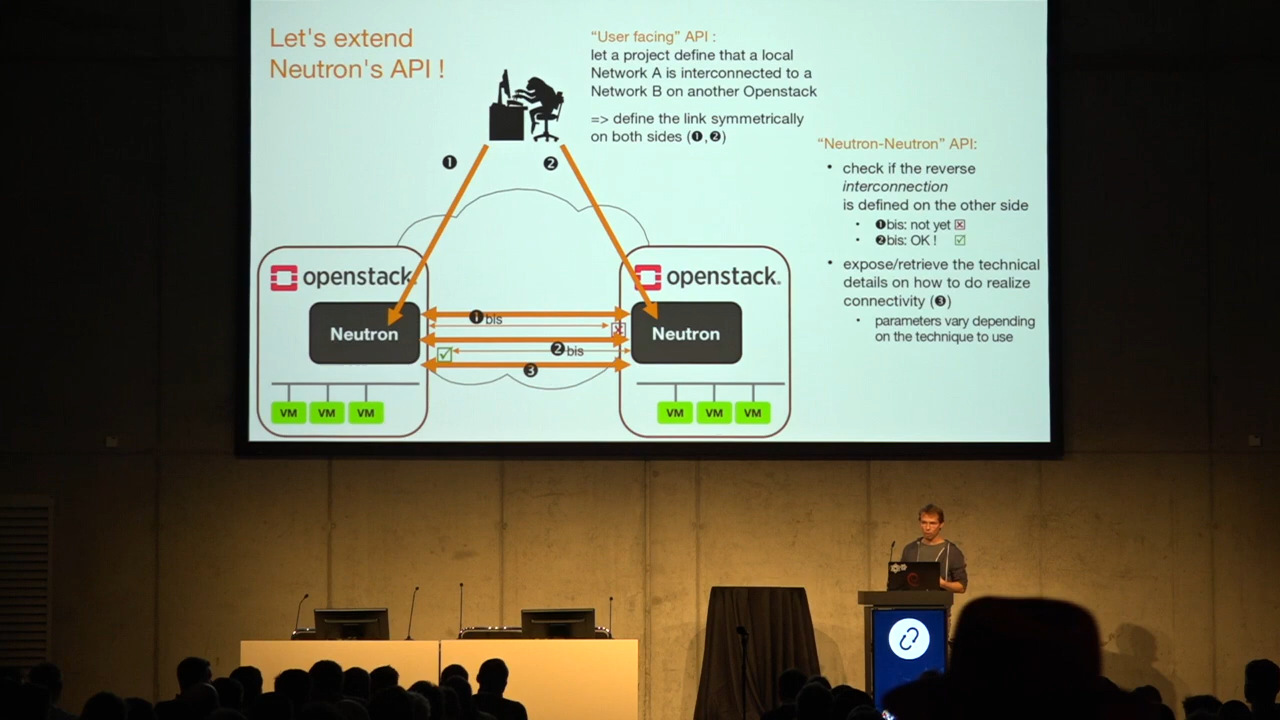 Let's extend
Neutron's API !
“User facing” API :
let a project define that a local
Network A is interconnected to a
Network B on another Openstack
=> define the link symmetrically
on both sides (❶,❷)
“Neutron-Neutron” API:
• check if the reverse
interconnection
is defined on the other side
• ❶bis: not yet ☒
• ❷bis: OK ! ☑
• expose/retrieve the technical
details on how to do realize
connectivity (❸)
• parameters vary depending
on the technique to use
❶
❷
openstack
openstack.
Neutron
Neutron
❶bis
❷bis
❸
VM VM VM
VM VM VM